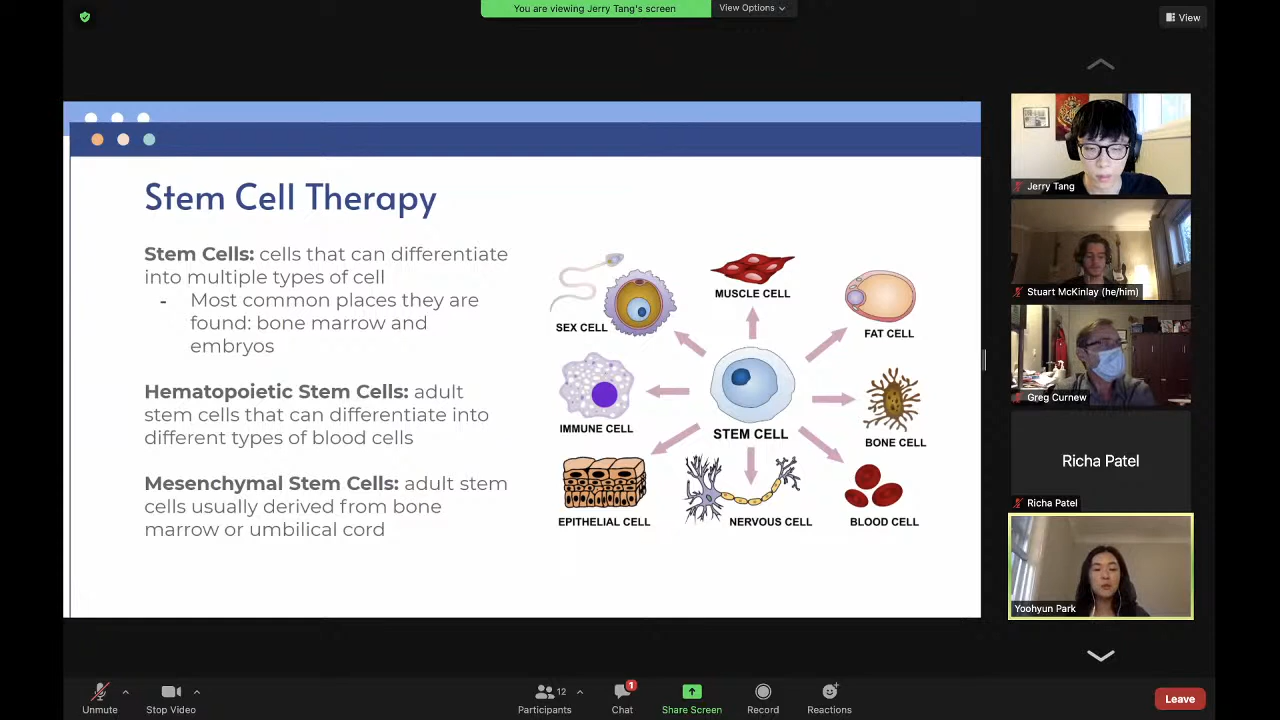 You are viewing Jerry Tang's screen
View Options
View
Stem Cell Therapy
Stem Cells: cells that can differentiate
into multiple types of cell
- Most common places they are
found: bone marrow and
embryos
Hematopoietic Stem Cells: adult
stem cells that can differentiate into
different types of blood cells
Mesenchymal Stem Cells: adult stem
cells usually derived from bone
marrow or umbilical cord
SEX CELL
MUSCLE CELL
FAT CELL
IMMUNE CELL
STEM CELL
BONE CELL
EPITHELIAL CELL
NERVOUS CELL
BLOOD CELL
Jerry Tang
Stuart McKinlay (he/him)
Greg Curnew
Richa Patel
Richa Patel
Yoohyun Park
Unmute
Stop Video
12
Participants
1
Chat
Share Screen
Record
Reactions
Leave